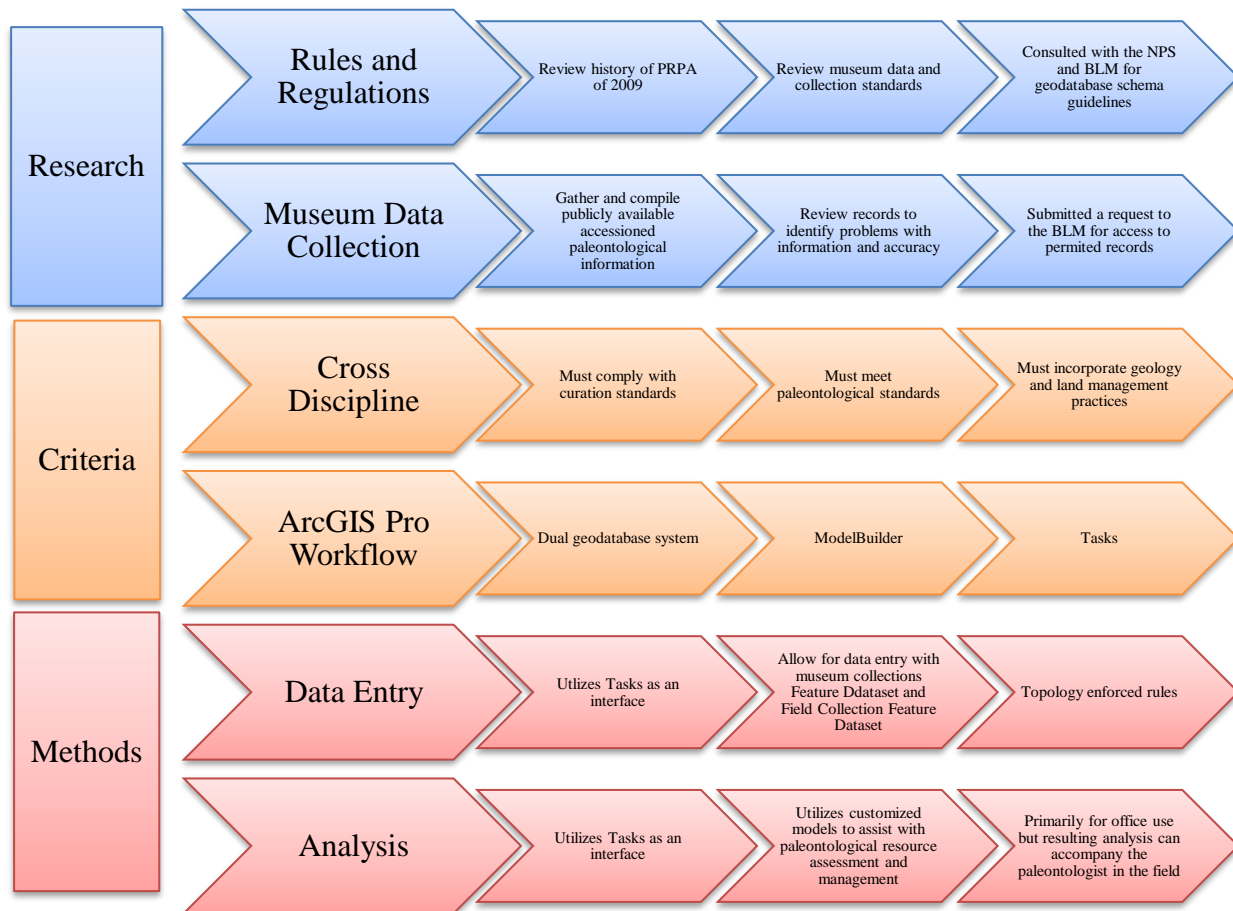 Research
Rules and
Regulations
Review history of PRPA
of 2009
Review museum data and
collection standards
Consulted with the NPS
and BLM for
geodatabase schema
guidelines
Museum Data
Collection
Gather and compile
publicly available
accessioned
paleontological
information
Review records to
identify problems with
information and accuracy
Submitted a request to
the BLM for access to
permited records
Criteria
Cross
Discipline
Must comply with
curation standards
Must meet
paleontological standards
Must incorporate geology
and land management
practices
ArcGIS Pro
Workflow
Dual geodatabase system
ModelBuilder
Tasks
Methods
Data Entry
Utlizes Tasks as an
interface
Allow for data entry with
museum collections
Feature Ddataset and
Field Collection Feature
Dataset
Topology enforced rules
Analysis
Utilizes Tasks as an
interface
Utilizes customized
models to assist with
paleontological resource
assessment and
management
Primarily for office use
but resulting analysis can
accompany the
paleontologist in the field